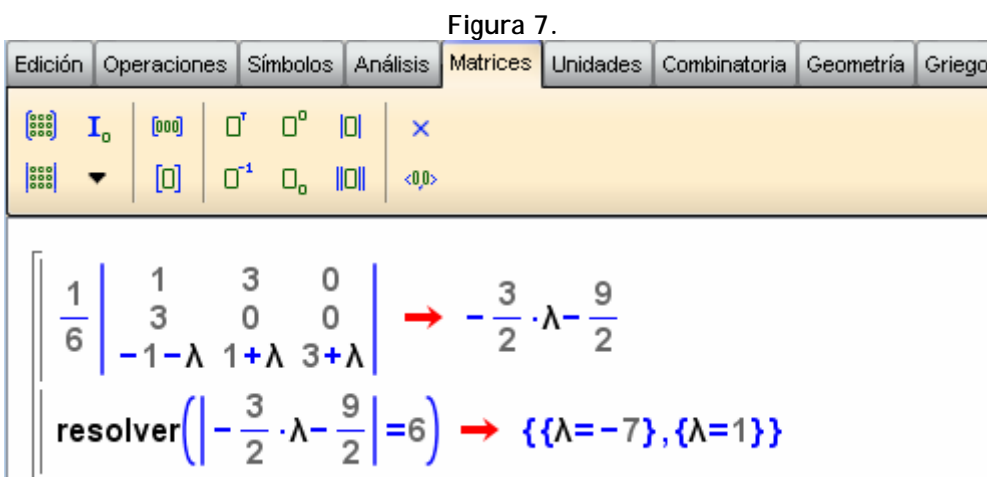 Figura 7.
Edición Operaciones Símbolos Análisis Matrices Unidades Combinatoria Geometría Griego
1/6 | 1 3 0 | → -3/2 ·λ-9/2
3 0 0
-1-λ 1+λ 3+λ
resolver(|-3/2 ·λ-9/2|=6) → {{λ=-7},{λ=1}}